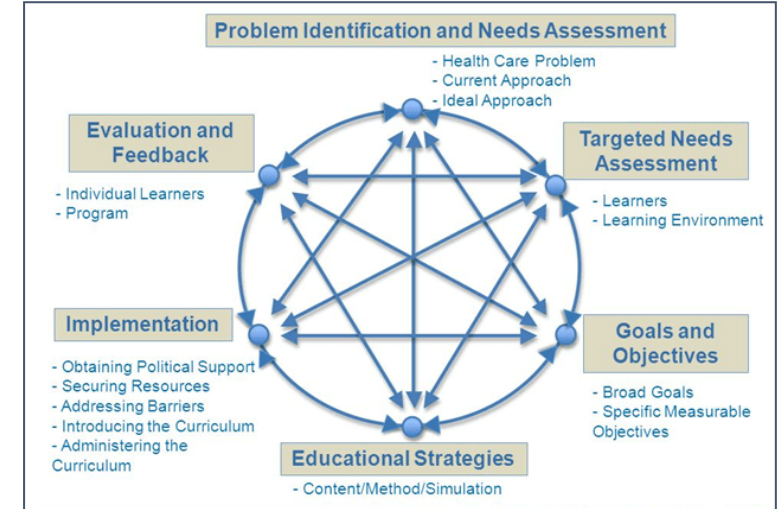 Problem Identification and Needs Assessment
- Health Care Problem
- Current Approach
- Ideal Approach
Evaluation and
Feedback
- Individual Learners
- Program
Targeted Needs
Assessment
- Learners
- Learning Environment
Implementation
- Obtaining Political Support
- Securing Resources
- Addressing Barriers
- Introducing the Curriculum
- Administering the
Curriculum
Goals and
Objectives
- Broad Goals
- Specific Measurable
Objectives
Educational Strategies
- Content/Method/Simulation